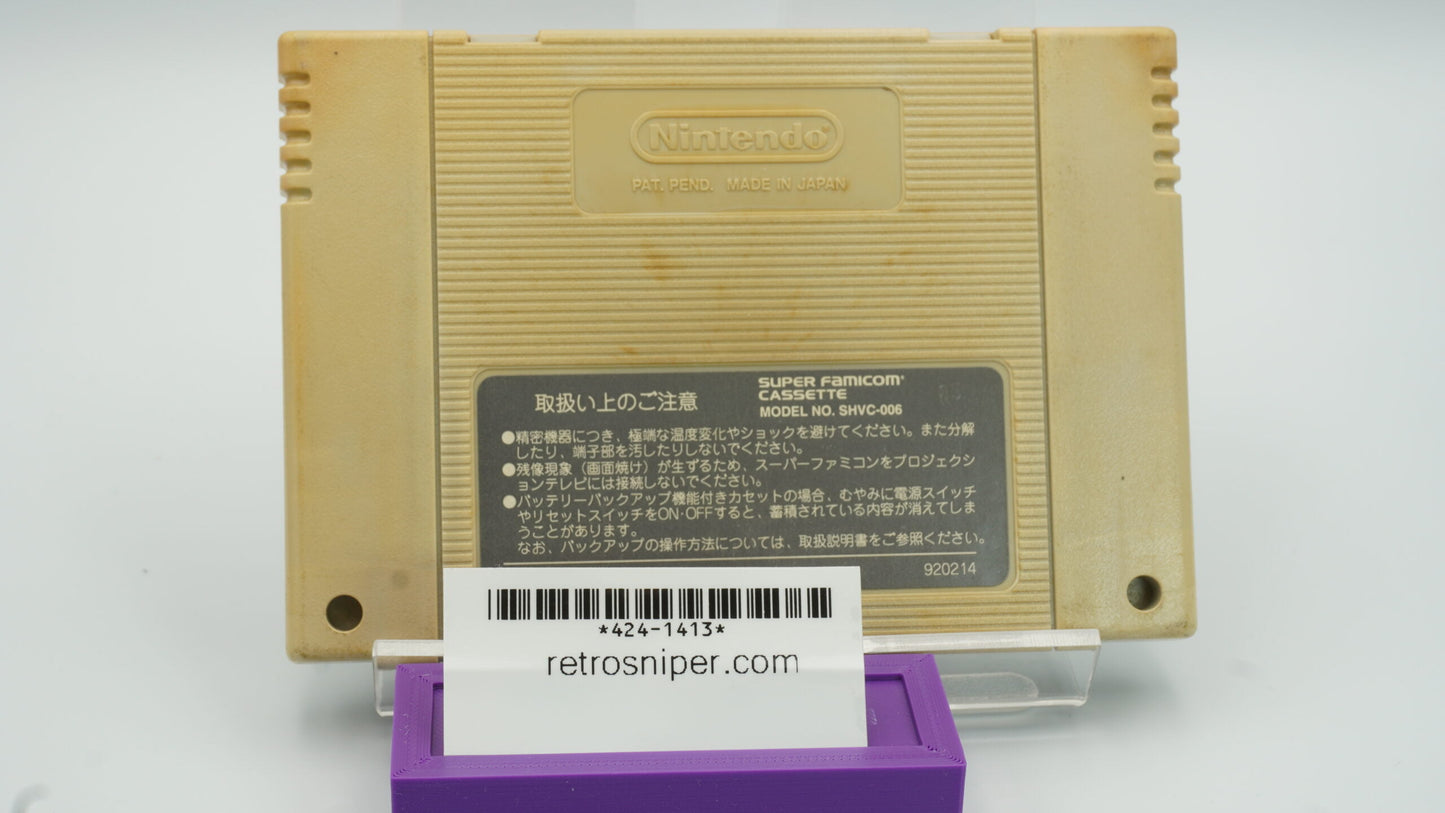 Nintendo®
PAT. PEND. MADE IN JAPAN
取扱い上のご注意
SUPER FAMICOM®
CASSETTE
MODEL NO. SHVC-006
●精密機器につき、極端な温度変化やショックを避けてください。また分解
したり、端子部を汚したりしないでください。
●残像現象（画面焼け）が生ずるため、スーパーファミコンをプロジェクシ
ョンテレビには接続しないでください。
●バッテリーバックアップ機能付きカセットの場合、むやみに電源スイッチ
やリセットスイッチをON･OFFすると、蓄積されている内容が消えてしま
うことがあります。
なお、バックアップの操作方法については、取扱説明書をご参照ください。
920214
*424-1413*
retrosniper.com